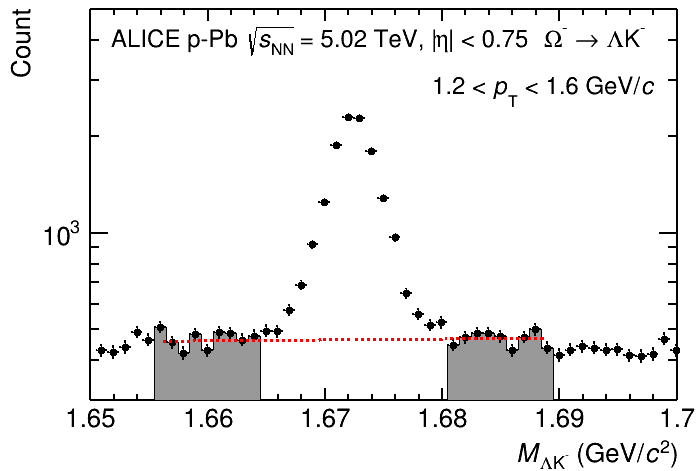 Count
ALICE p-Pb √sNN = 5.02 TeV, |η| < 0.75 Ω⁻ → ΛK⁻
1.2 < pT < 1.6 GeV/c
10³
1.65 1.66 1.67 1.68 1.69 1.7
MΛK⁻ (GeV/c²)